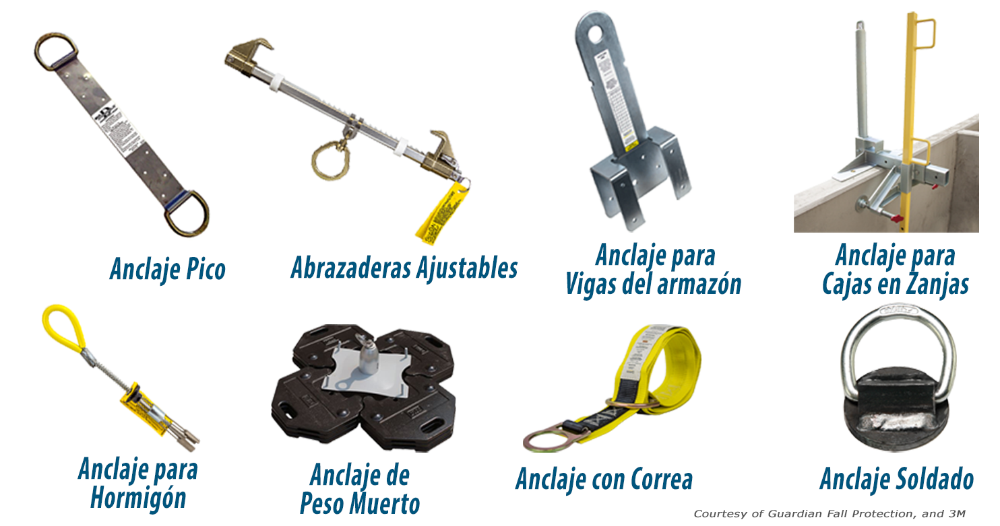 Anclaje Pico
Abrazaderas Ajustables
Anclaje para
Vigas del armazón
Anclaje para
Cajas en Zanjas
Anclaje para
Hormigón
Anclaje de
Peso Muerto
Anclaje con Correa
Anclaje Soldado
Courtesy of Guardian Fall Protection, and 3M